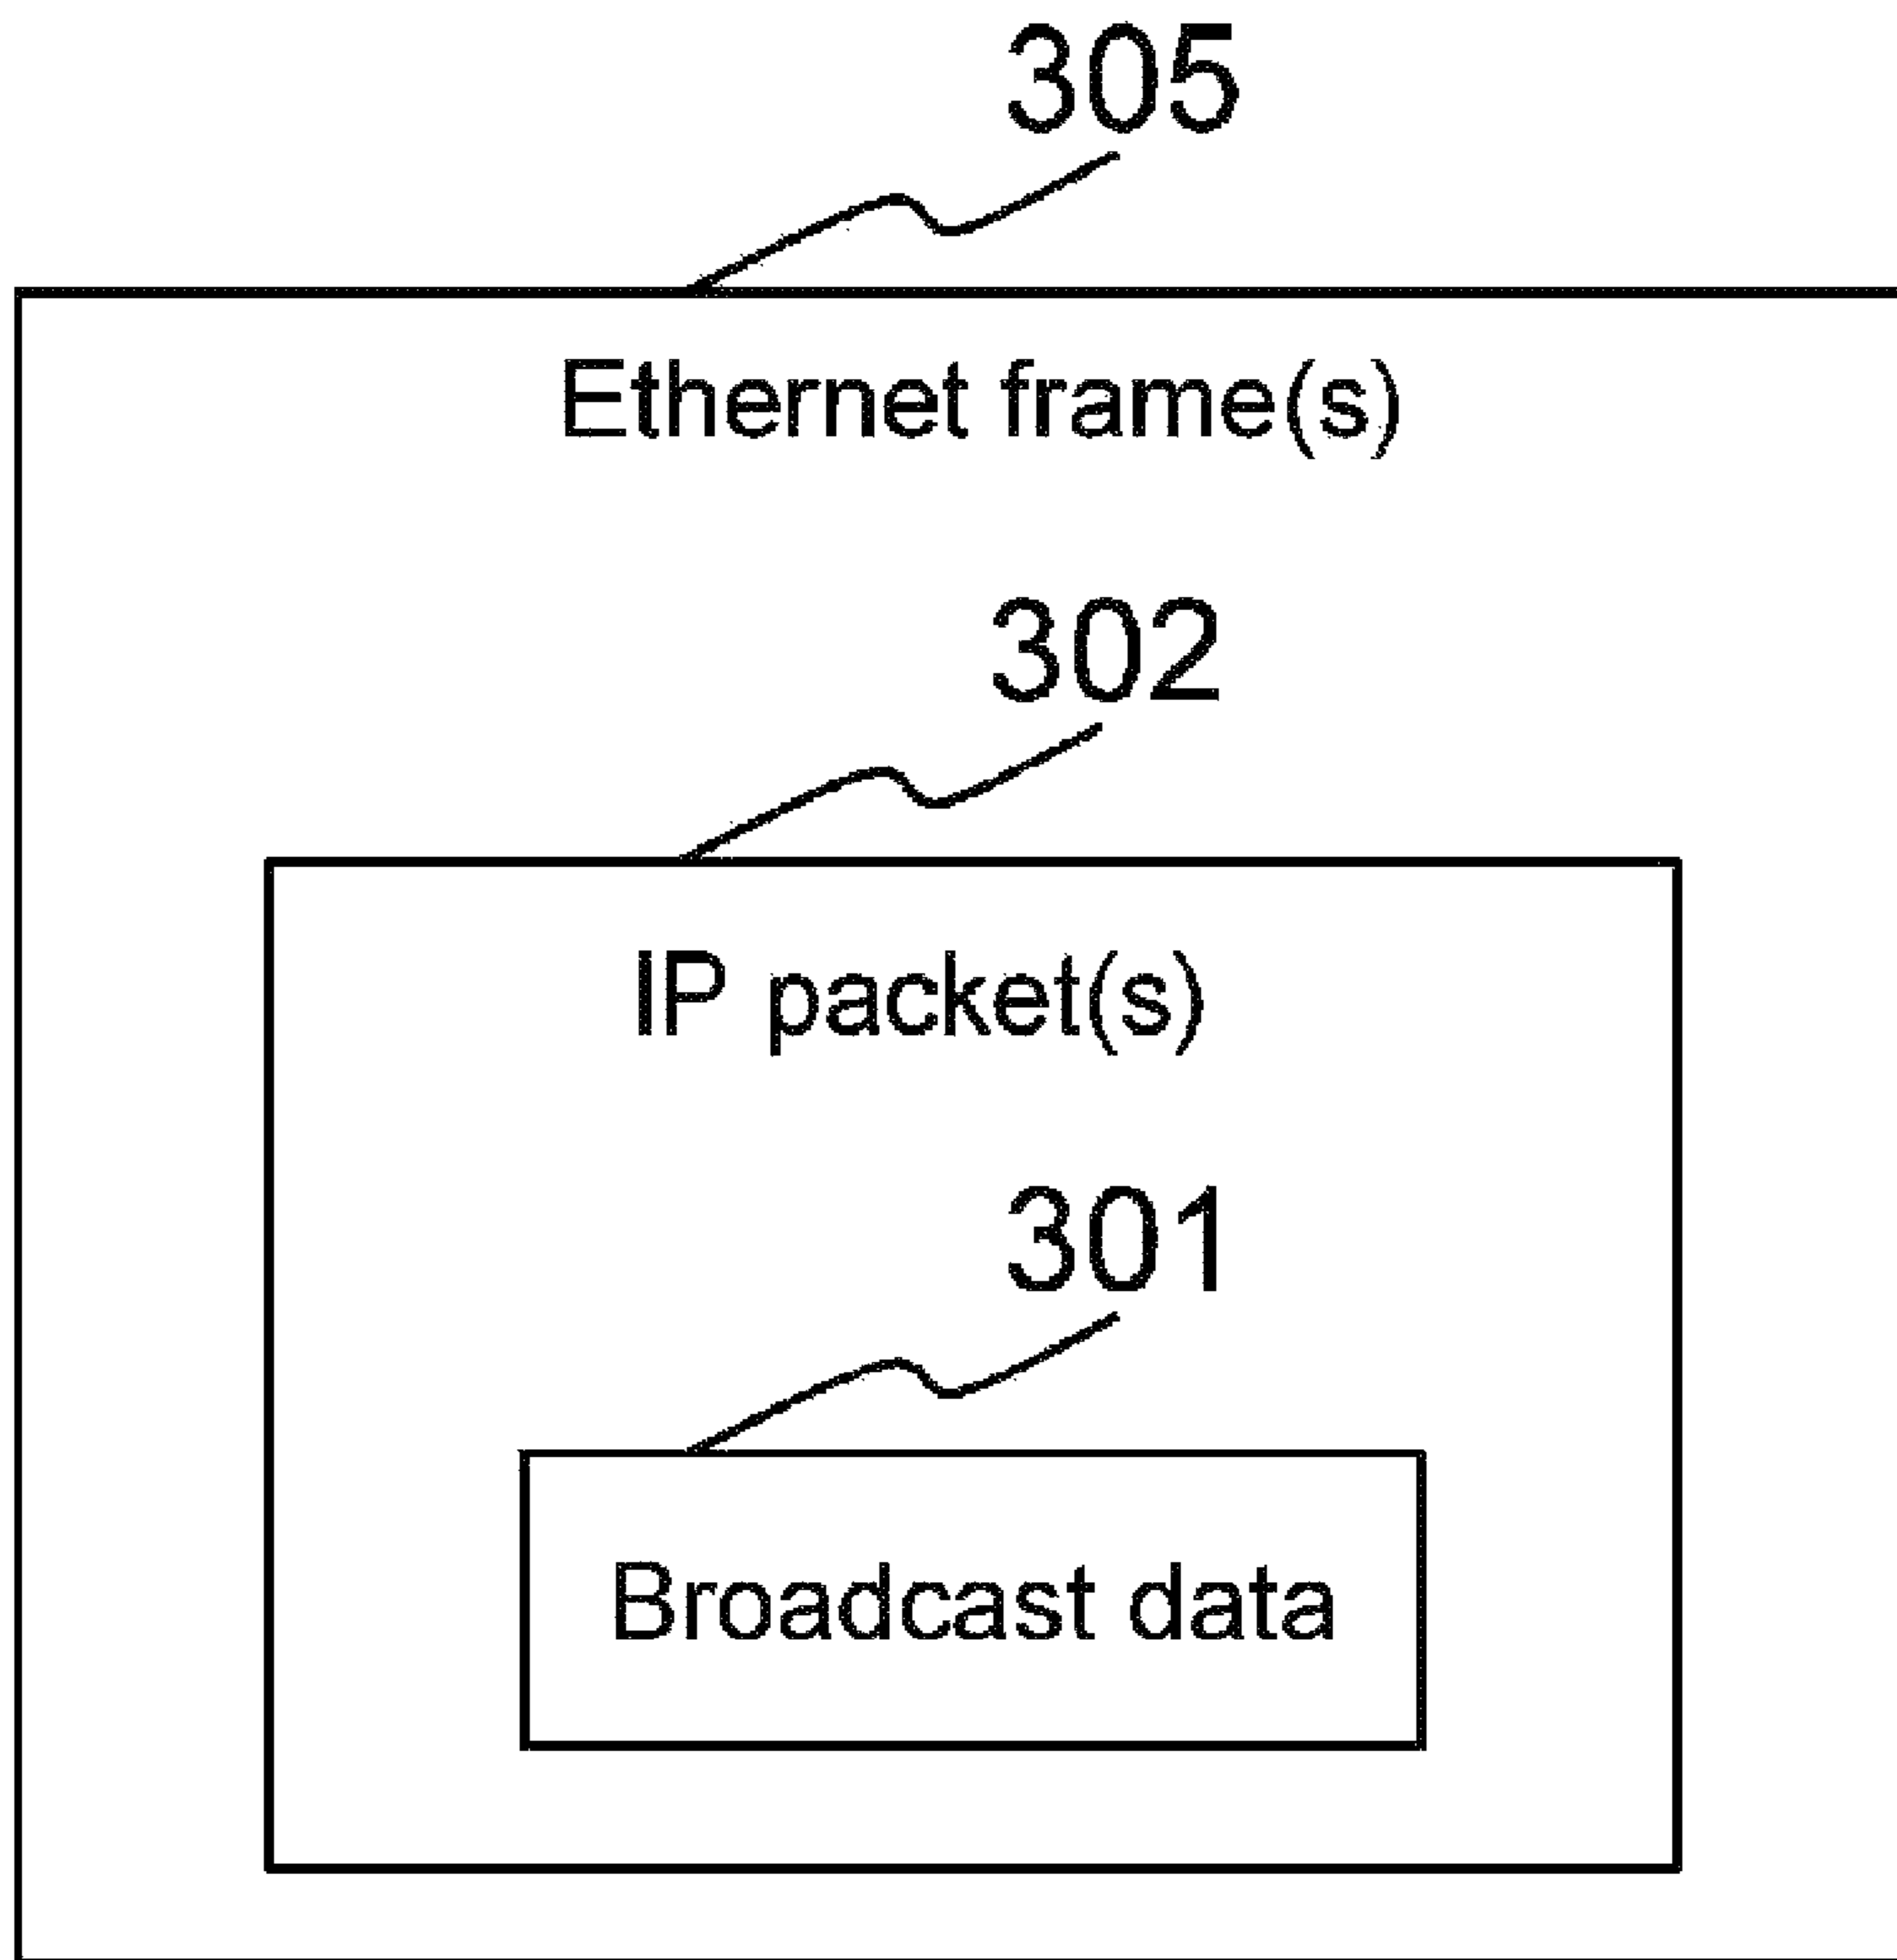 305
Ethernet frame(s)
302
IP packet(s)
301
Broadcast data